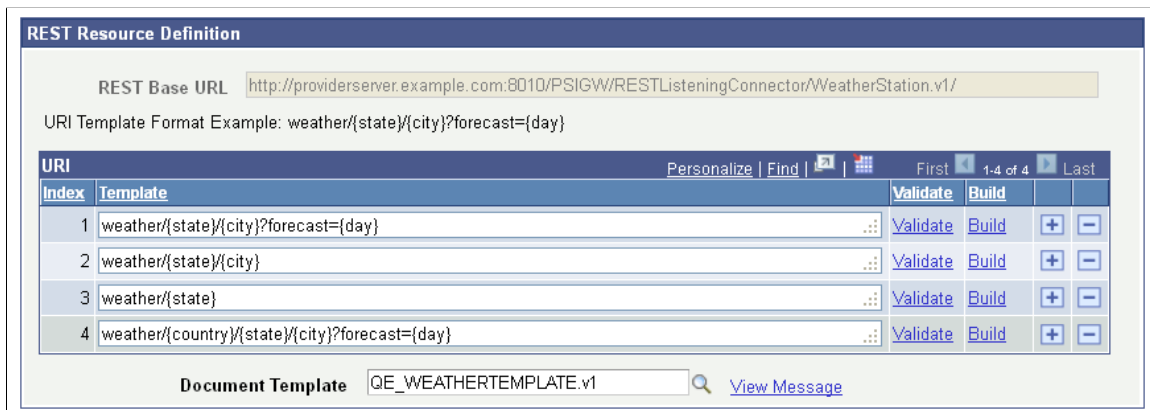 REST Resource Definition
REST Base URL http://providerserver.example.com:8010/PSIGW/RESTListeningConnector/WeatherStation.v1/
URI Template Format Example: weather/{state}/{city}?forecast={day}
URI Personalize | Find | | First 1-4 of 4 Last
Index Template Validate Build
1 weather/{state}/{city}?forecast={day} Validate Build
2 weather/{state}/{city} Validate Build
3 weather/{state} Validate Build
4 weather/{country}/{state}/{city}?forecast={day} Validate Build
Document Template QE_WEATHERTEMPLATE.v1 View Message